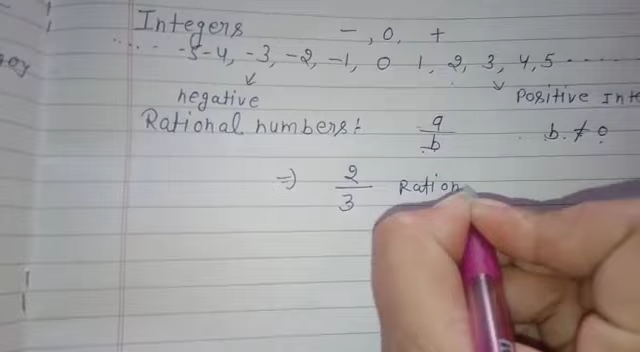 Integers -, 0, +
..... -5 -4, -3, -2, -1, 0 1, 2, 3, 4, 5 .....
negative Positive Inte
Rational numbers: a/b b ≠ 0
⇒ 2/3 Ration